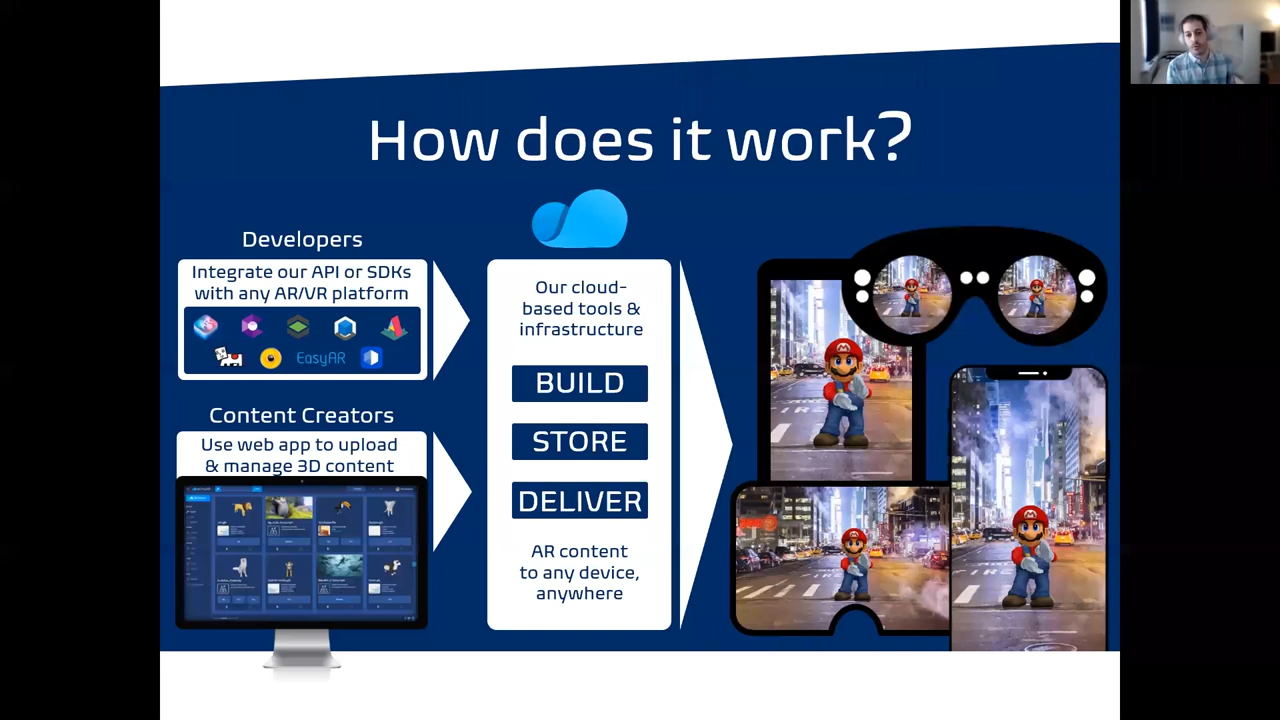 How does it work?
Developers
Integrate our API or SDKs
with any AR/VR platform
EasyAR
Content Creators
Use web app to upload
& manage 3D content
Our cloud-
based tools &
infrastructure
BUILD
STORE
DELIVER
AR content
to any device,
anywhere